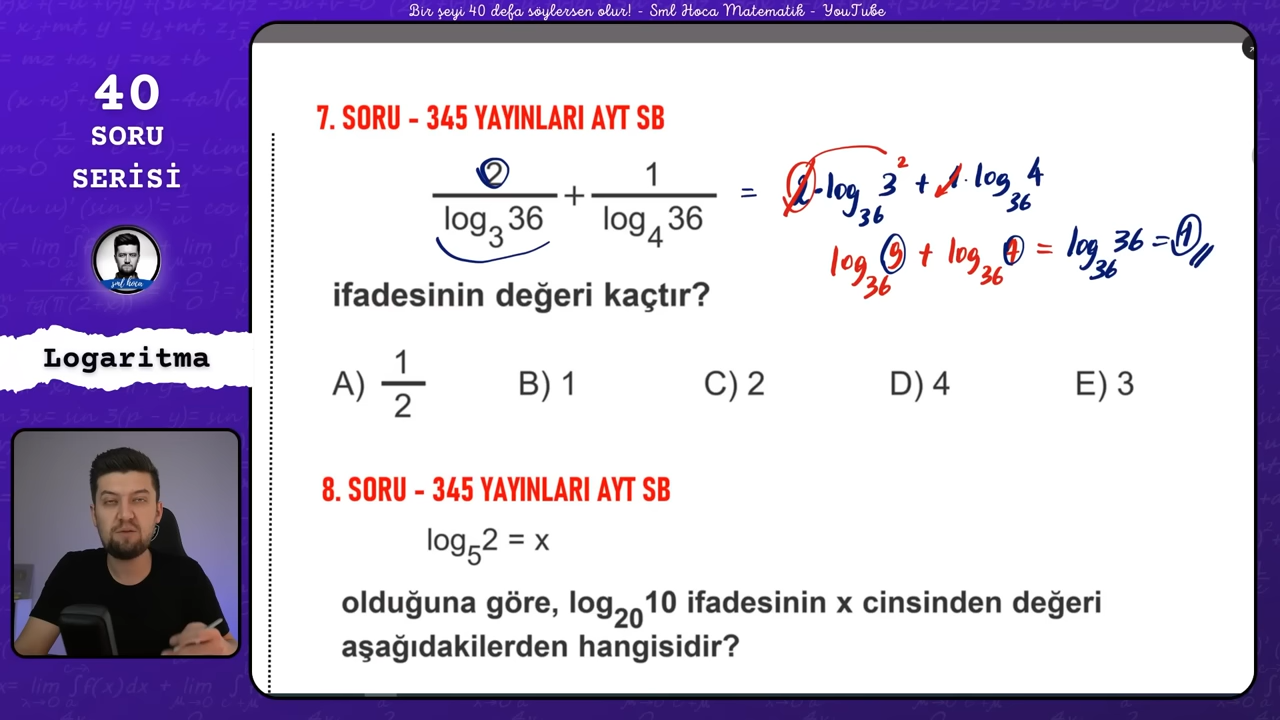 Bir şeyi 40 defa söylersen olur! - Sml Hoca Matematik - YouTube
40
SORU
SERİSİ
sml hoca
Logaritma
7. SORU - 345 YAYINLARI AYT SB
2/log₃36 + 1/log₄36 = 2·log₃₆3² + 1·log₃₆4
log₃₆9 + log₃₆4 = log₃₆36 = 1
ifadesinin değeri kaçtır?
A) 1/2 B) 1 C) 2 D) 4 E) 3
8. SORU - 345 YAYINLARI AYT SB
log₅2 = x
olduğuna göre, log₂₀10 ifadesinin x cinsinden değeri
aşağıdakilerden hangisidir?